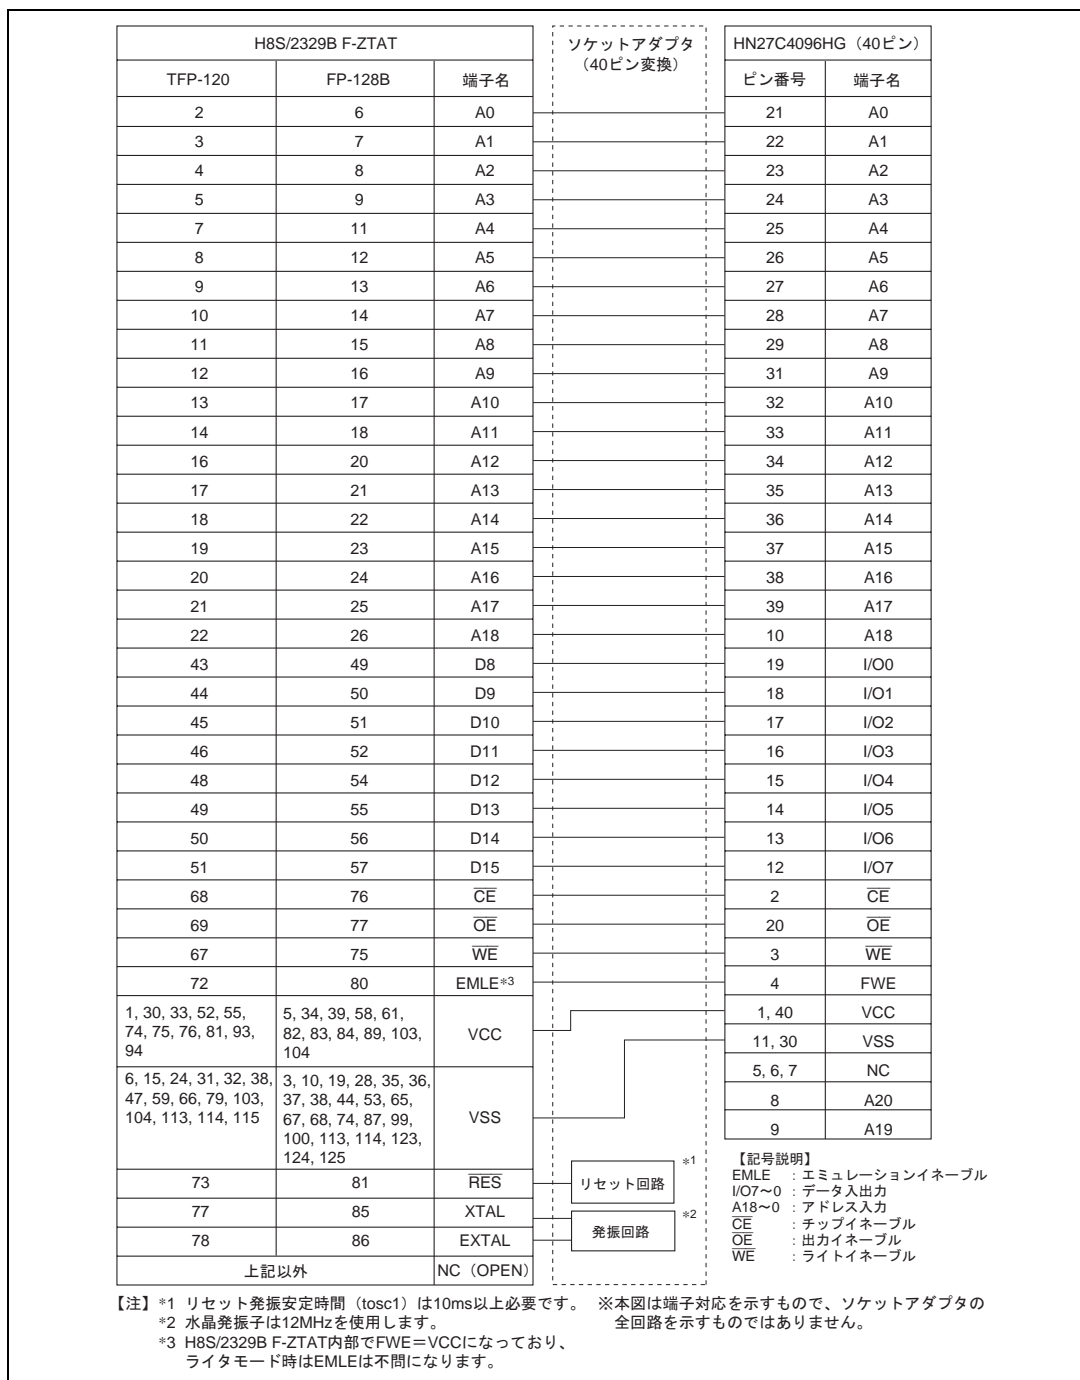 H8S/2329B F-ZTAT ソケットアダプタ HN27C4096HG（40ピン）
（40ピン変換）
TFP-120 FP-128B 端子名 ピン番号 端子名
2 6 A0 21 A0
3 7 A1 22 A1
4 8 A2 23 A2
5 9 A3 24 A3
7 11 A4 25 A4
8 12 A5 26 A5
9 13 A6 27 A6
10 14 A7 28 A7
11 15 A8 29 A8
12 16 A9 31 A9
13 17 A10 32 A10
14 18 A11 33 A11
16 20 A12 34 A12
17 21 A13 35 A13
18 22 A14 36 A14
19 23 A15 37 A15
20 24 A16 38 A16
21 25 A17 39 A17
22 26 A18 10 A18
43 49 D8 19 I/O0
44 50 D9 18 I/O1
45 51 D10 17 I/O2
46 52 D11 16 I/O3
48 54 D12 15 I/O4
49 55 D13 14 I/O5
50 56 D14 13 I/O6
51 57 D15 12 I/O7
68 76 CE 2 CE
69 77 OE 20 OE
67 75 WE 3 WE
72 80 EMLE*3 4 FWE
1, 30, 33, 52, 55,
74, 75, 76, 81, 93,
94
5, 34, 39, 58, 61,
82, 83, 84, 89, 103,
104
VCC
1, 40 VCC
11, 30 VSS
5, 6, 7 NC
8 A20
9 A19
6, 15, 24, 31, 32, 38,
47, 59, 66, 79, 103,
104, 113, 114, 115
3, 10, 19, 28, 35, 36,
37, 38, 44, 53, 65,
67, 68, 74, 87, 99,
100, 113, 114, 123,
124, 125
VSS
73 81 RES リセット回路 *1
77 85 XTAL
78 86 EXTAL
発振回路 *2
上記以外 NC（OPEN）
【記号説明】
EMLE ：エミュレーションイネーブル
I/O7～0 ：データ入出力
A18～0 ：アドレス入力
CE ：チップイネーブル
OE ：出力イネーブル
WE ：ライトイネーブル
【注】*1 リセット発振安定時間（tosc1）は10ms以上必要です。
*2 水晶発振子は12MHzを使用します。
*3 H8S/2329B F-ZTAT内部でFWE＝VCCになっており、
ライタモード時はEMLEは不問になります。
※本図は端子対応を示すもので、ソケットアダプタの
全回路を示すものではありません。